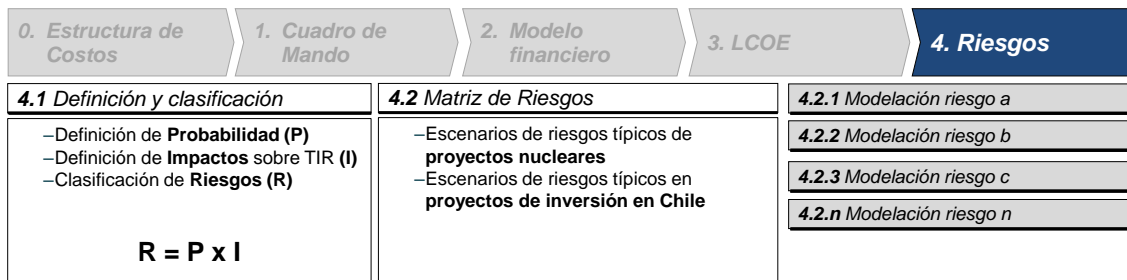 0. Estructura de
Costos
1. Cuadro de
Mando
2. Modelo
financiero
3. LCOE
4. Riesgos
4.1 Definición y clasificación
–Definición de Probabilidad (P)
–Definición de Impactos sobre TIR (I)
–Clasificación de Riesgos (R)
R = P x I
4.2 Matriz de Riesgos
–Escenarios de riesgos típicos de
proyectos nucleares
–Escenarios de riesgos típicos en
proyectos de inversión en Chile
4.2.1 Modelación riesgo a
4.2.2 Modelación riesgo b
4.2.3 Modelación riesgo c
4.2.n Modelación riesgo n